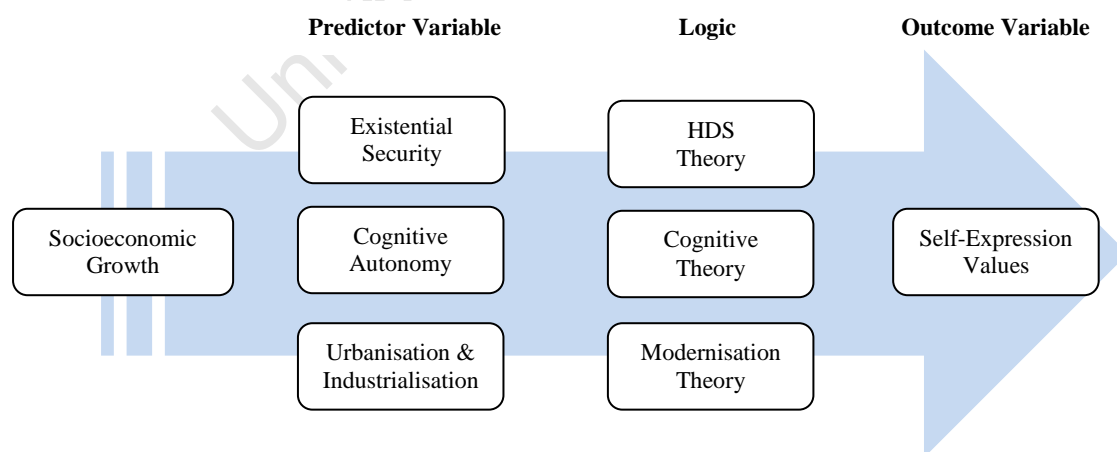 Predictor Variable Logic Outcome Variable
Existential
Security
HDS
Theory
Socioeconomic
Growth
Cognitive
Autonomy
Cognitive
Theory
Self-Expression
Values
Urbanisation &
Industrialisation
Modernisation
Theory